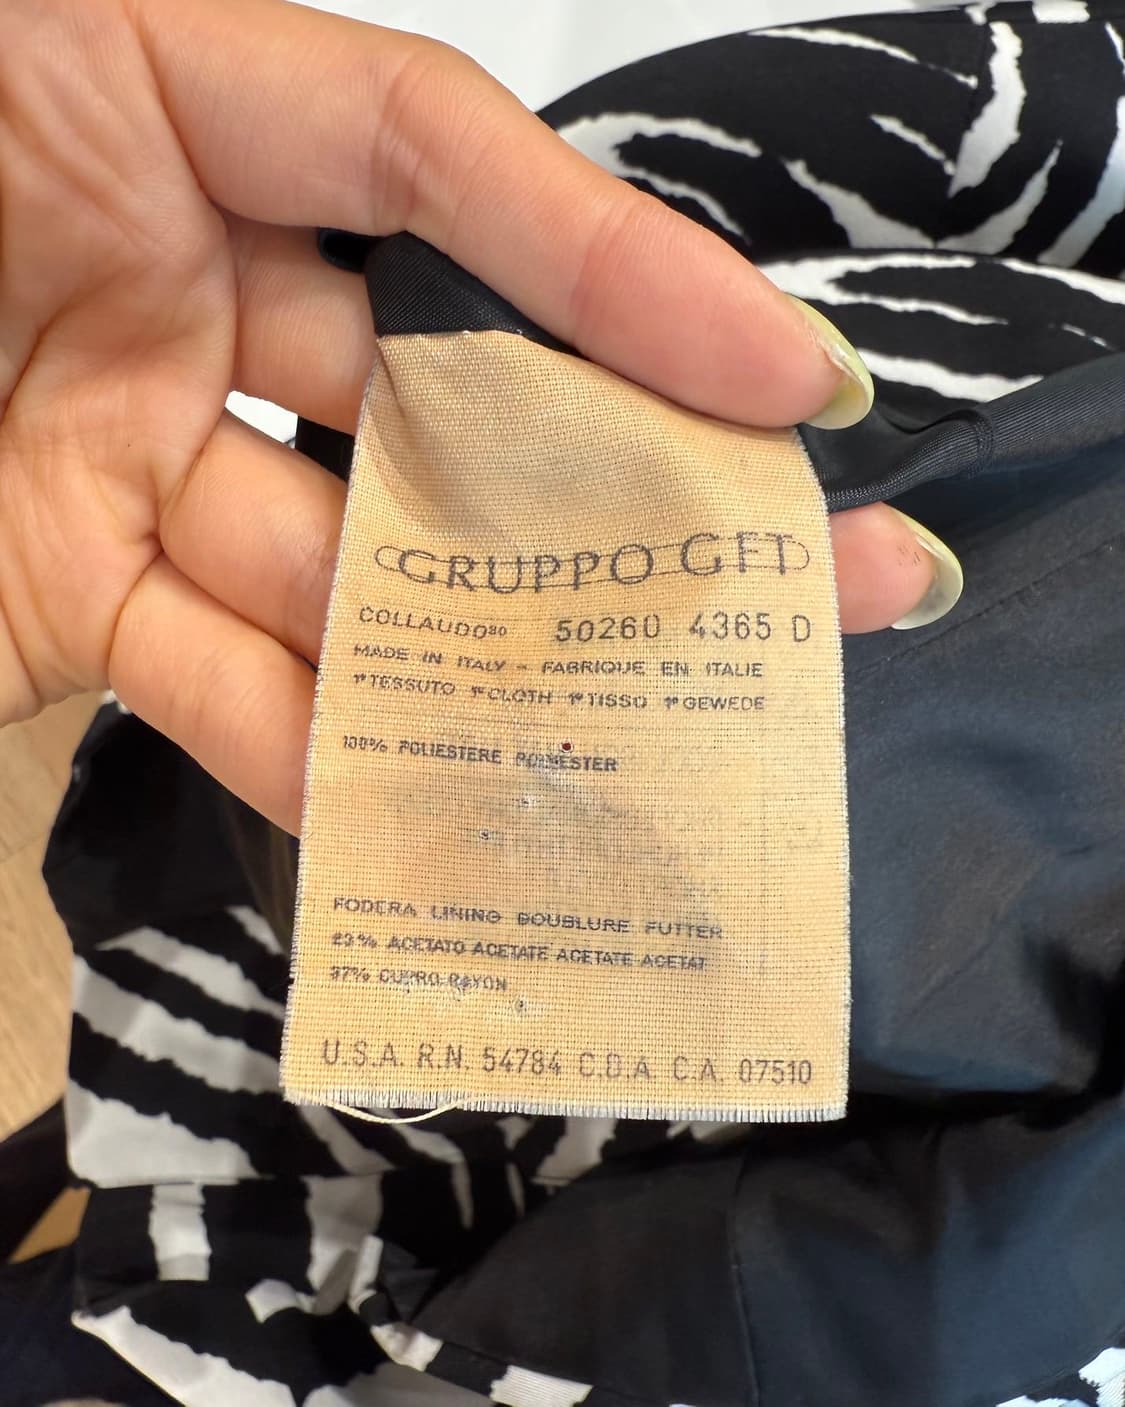 GRUPPO GFT
COLLAUDO 50260 4365 D
MADE IN ITALY - FABRIQUE EN ITALIE
TESSUTO CLOTH TISSO GEWEDE
100% POLIESTERE POLYESTER
FODERA LINING DOUBLURE FUTTER
ACETATO ACETATE ACETATE ACETAT
CUPRO RAYON
U.S.A. R.N. 54784 C.D.A. C.A. 07510